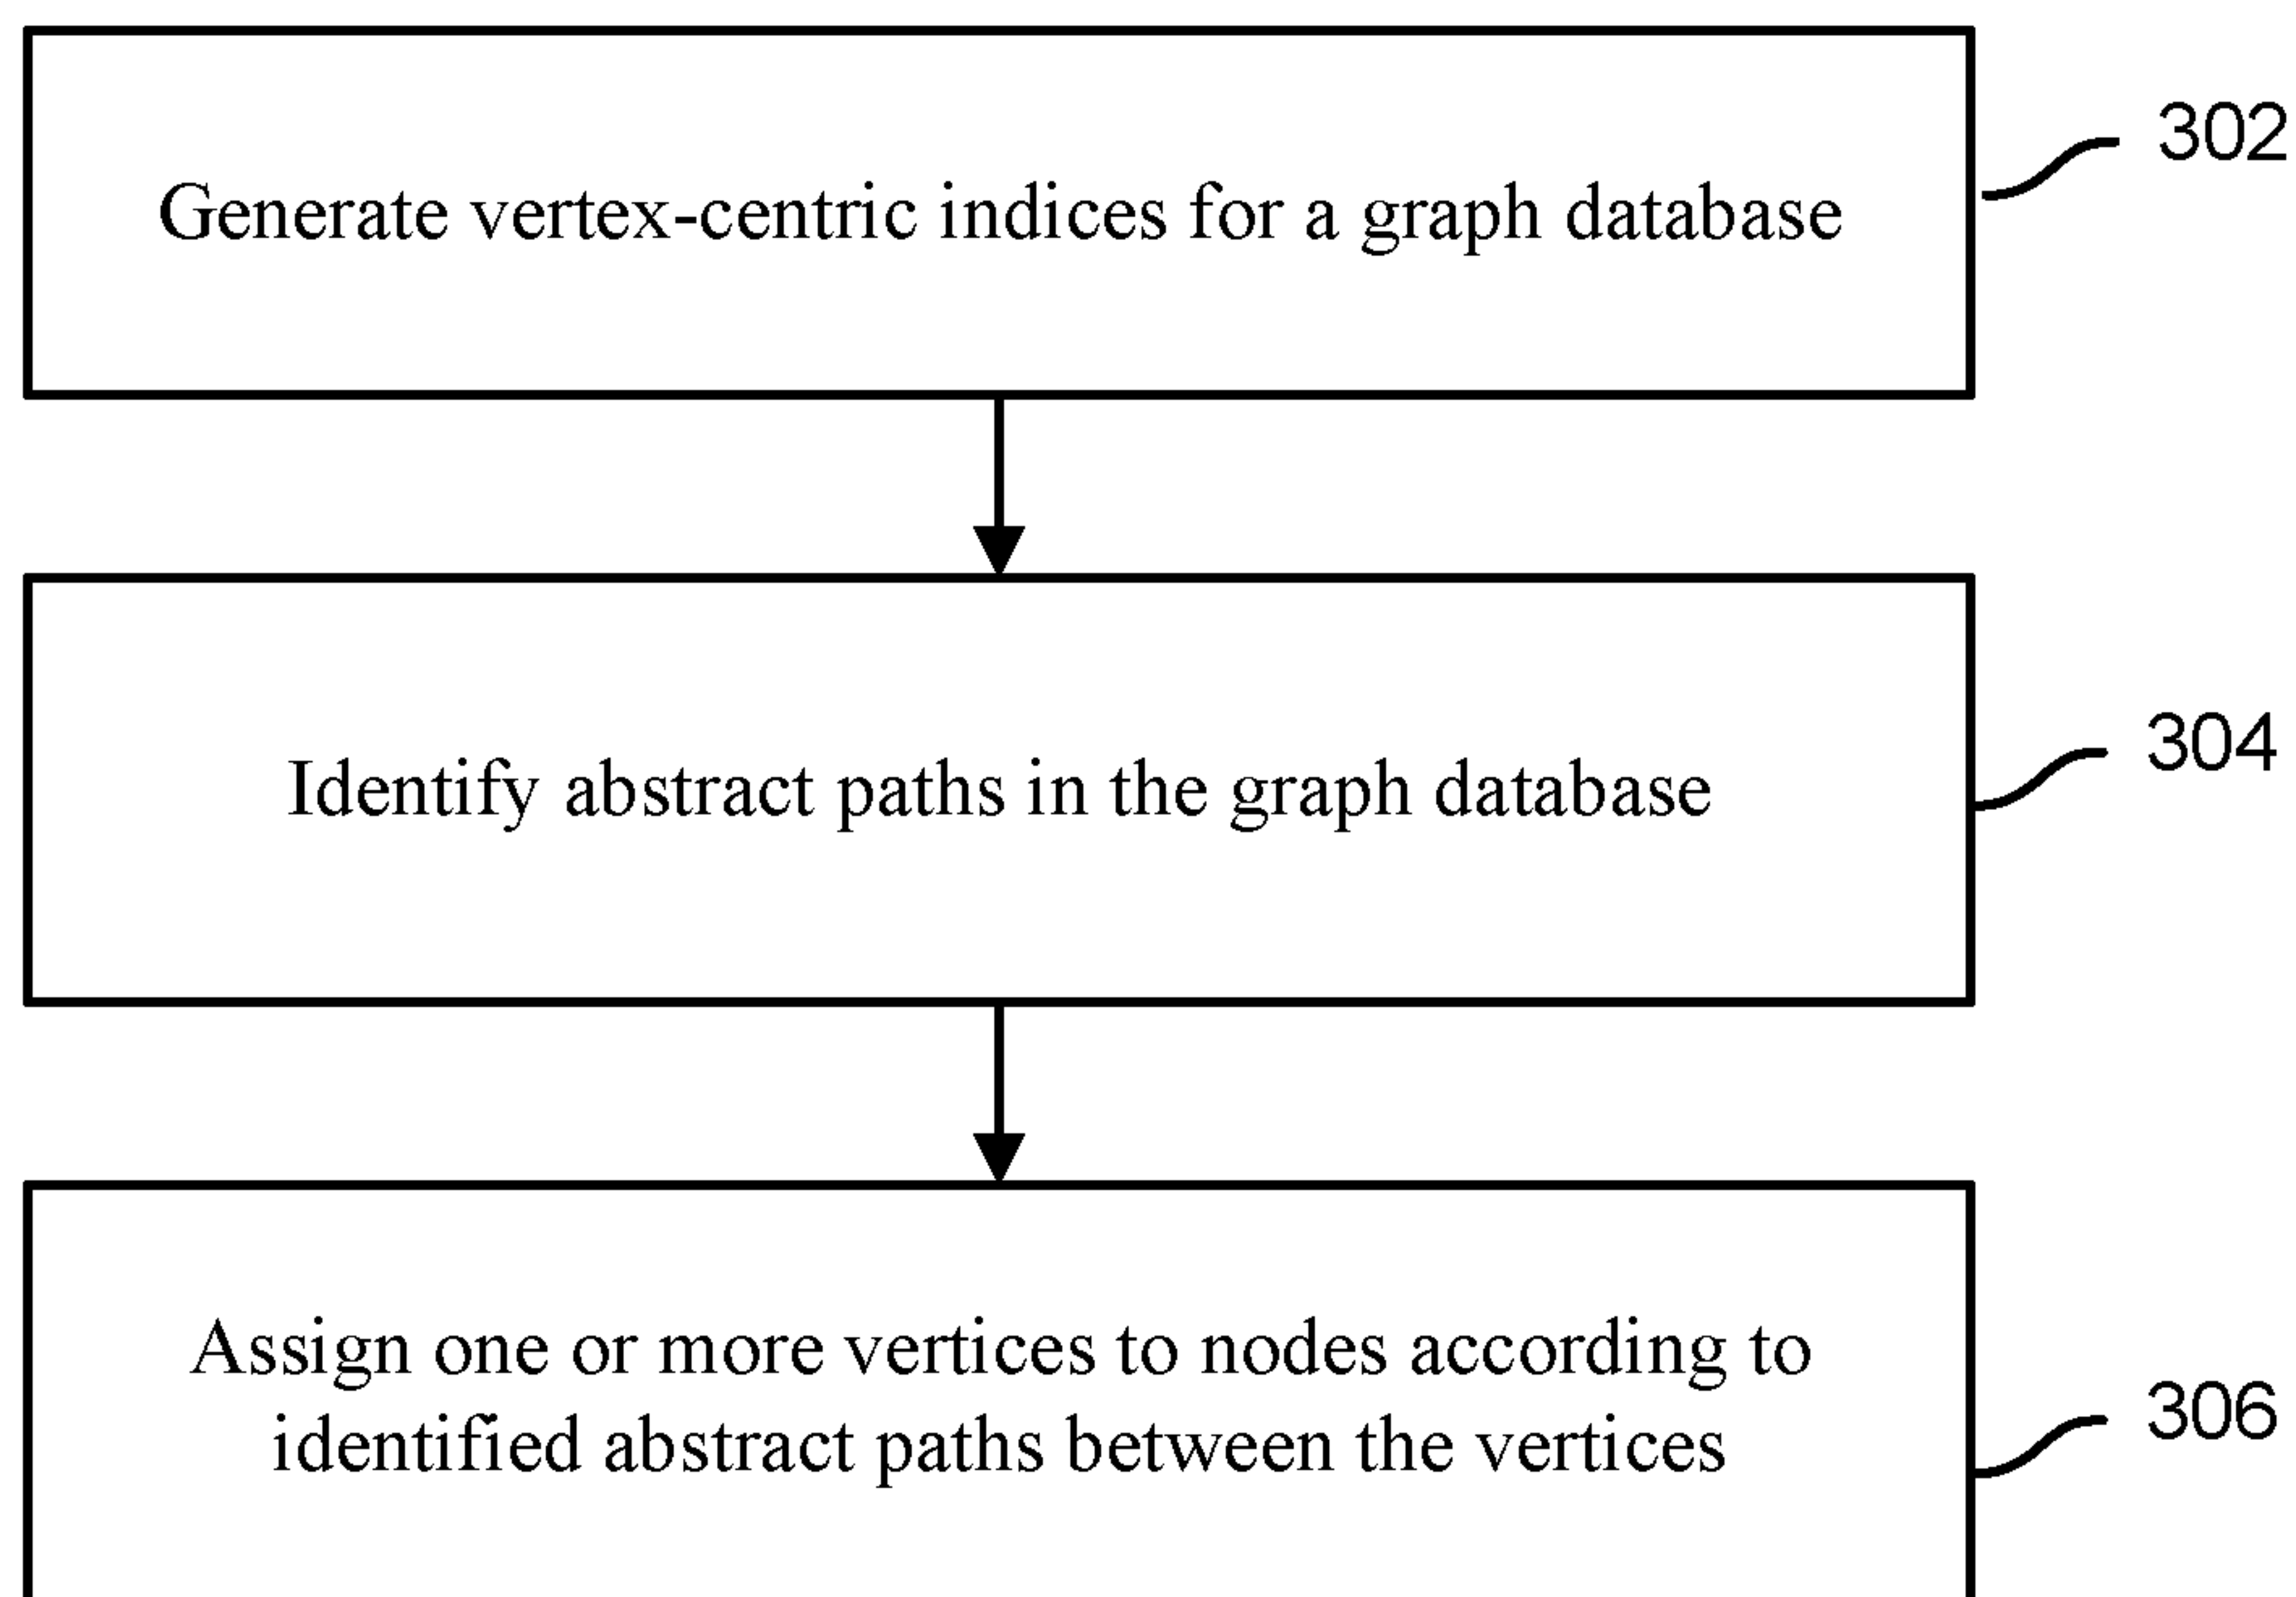 Generate vertex-centric indices for a graph database
302
Identify abstract paths in the graph database
304
Assign one or more vertices to nodes according to
identified abstract paths between the vertices
306